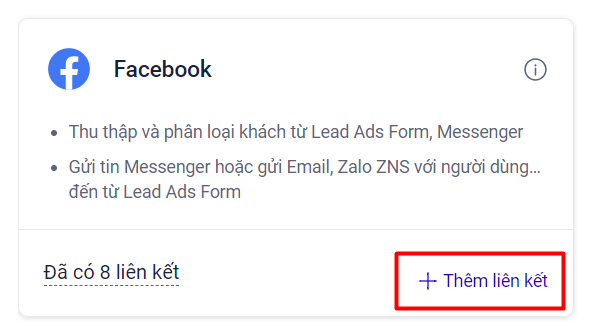 Facebook
Thu thập và phân loại khách từ Lead Ads Form, Messenger
Gửi tin Messenger hoặc gửi Email, Zalo ZNS với người dùng...
đến từ Lead Ads Form
Đã có 8 liên kết
+ Thêm liên kết